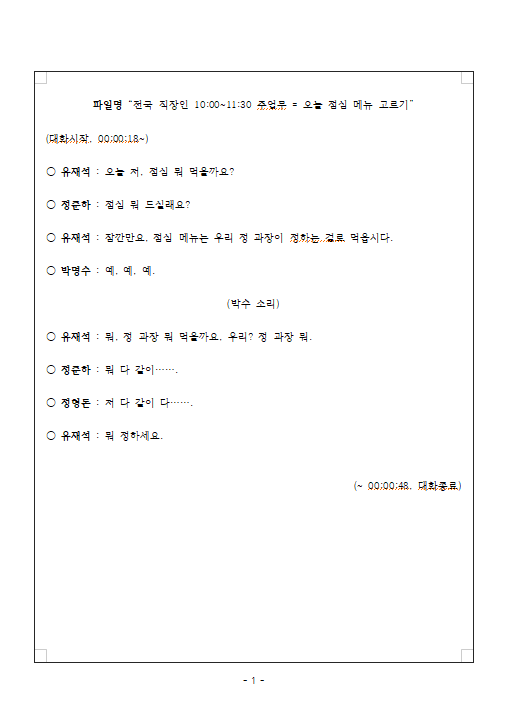 파일명 “전국 직장인 10:00~11:30 주업무 = 오늘 점심 메뉴 고르기”
(대화시작, 00;00;18~)
○ 유재석 : 오늘 저, 점심 뭐 먹을까요?
○ 정준하 : 점심 뭐 드실래요?
○ 유재석 : 잠깐만요, 점심 메뉴는 우리 정 과장이 정하는 걸로 먹읍시다.
○ 박명수 : 예, 예, 예.
(박수 소리)
○ 유재석 : 뭐, 정 과장 뭐 먹을까요, 우리? 정 과장 뭐.
○ 정준하 : 뭐 다 같이…….
○ 정형돈 : 저 다 같이 다…….
○ 유재석 : 뭐 정하세요.
(~ 00;00;48, 대화종료)
- 1 -